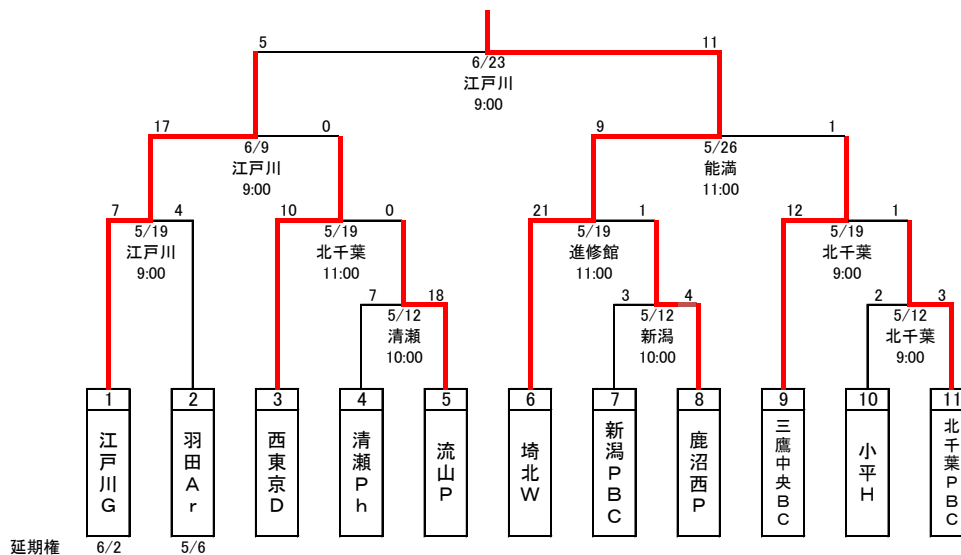 5 11
6/23
江戸川
9:00
17 0 9 1
6/9 5/26
江戸川 能満
9:00 11:00
7 4 10 0 21 1 12 1
5/19 5/19 5/19 5/19
江戸川 北千葉 進修館 北千葉
9:00 11:00 11:00 9:00
7 18 3 4 2 3
5/12 5/12 5/12
清瀬 新潟 北千葉
10:00 10:00 9:00
1 2 3 4 5 6 7 8 9 10 11
江戸川G
羽田Ar
西東京D
清瀬Ph
流山P
埼北W
新潟PBC
鹿沼西P
三鷹中央BC
小平H
北千葉PBC
延期権 6/2 5/6